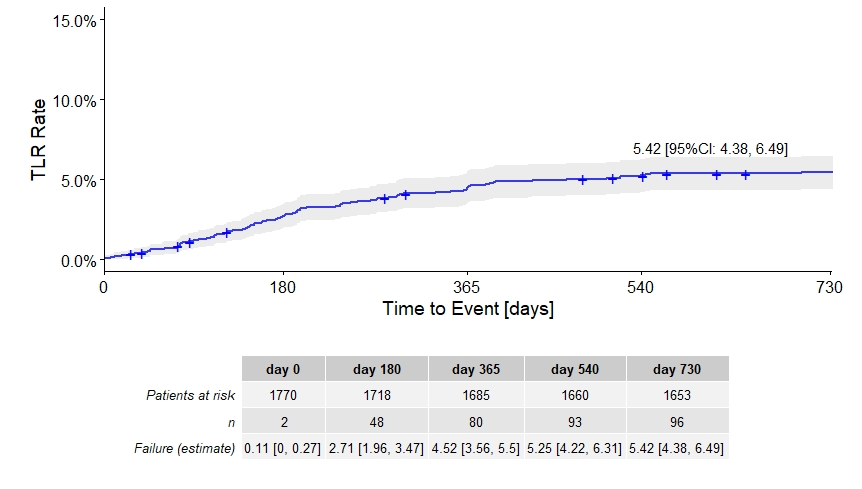 15.0%
10.0%
5.0%
0.0%
TLR Rate
5.42 [95%CI: 4.38, 6.49]
0 180 365 540 730
Time to Event [days]
day 0 day 180 day 365 day 540 day 730
Patients at risk 1770 1718 1685 1660 1653
n 2 48 80 93 96
Failure (estimate) 0.11 [0, 0.27] 2.71 [1.96, 3.47] 4.52 [3.56, 5.5] 5.25 [4.22, 6.31] 5.42 [4.38, 6.49]